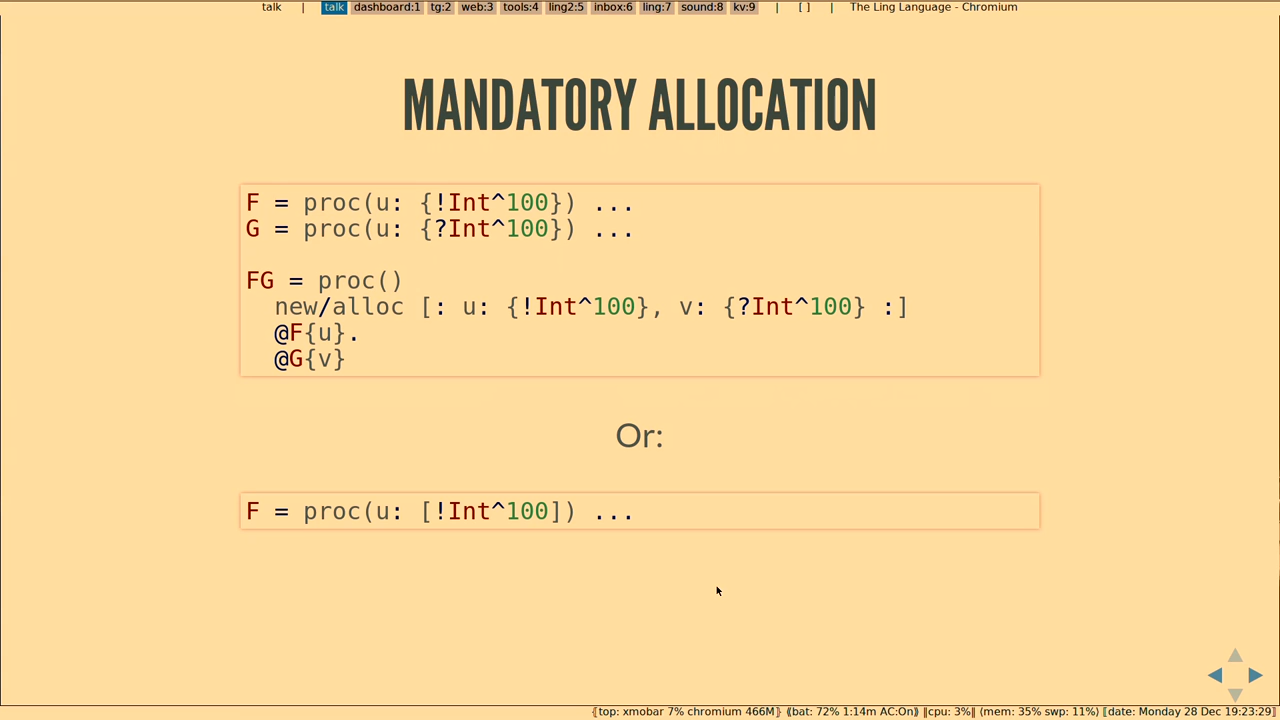 talk | talk dashboard:1 tg:2 web:3 tools:4 ling2:5 inbox:6 ling:7 sound:8 kv:9 | [ ] | The Ling Language - Chromium
MANDATORY ALLOCATION
F = proc(u: {!Int^100}) ...
G = proc(u: {?Int^100}) ...
FG = proc()
new/alloc [: u: {!Int^100}, v: {?Int^100} :]
@F{u}.
@G{v}
Or:
F = proc(u: [!Int^100]) ...
⦃top: xmobar 7% chromium 466M⦄ ⟬bat: 72% 1:14m AC:On⟭ ⟦cpu: 3%⟧ (mem: 35% swp: 11%) ⟦date: Monday 28 Dec 19:23:29⟧